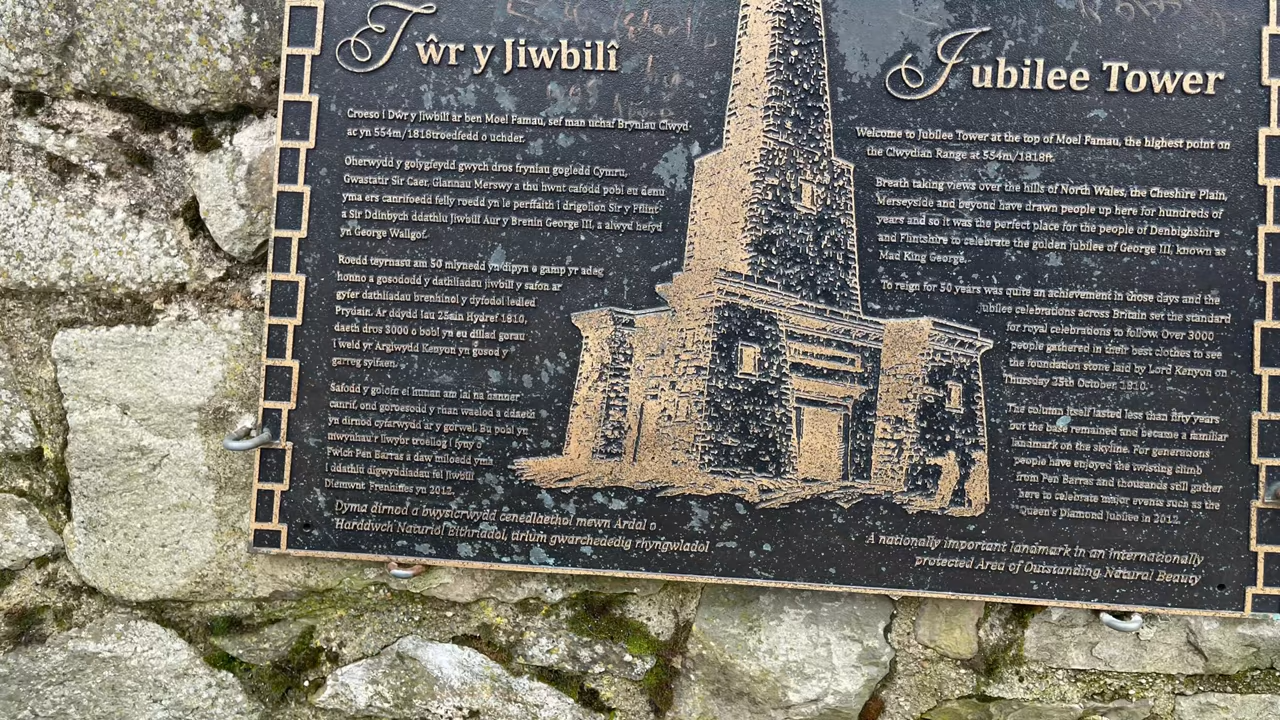 Tŵr y Jiwbilî
Croeso i Dŵr y Jiwbilî ar ben Moel Famau, sef man uchaf Bryniau Clwyd
ac yn 554m/1818troedfedd o uchder.
Oherwydd y golygfeydd gwych dros fryniau gogledd Cymru,
Gwastatir Sir Caer, Glannau Merswy a thu hwnt cafodd pobl eu denu
yma ers canrifoedd felly roedd yn le perffaith i drigolion Sir y Fflint
a Sir Ddinbych ddathlu Jiwbilî Aur y Brenin George III, a alwyd hefyd
yn George Wallgof.
Roedd teyrnasu am 50 mlynedd yn dipyn o gamp yr adeg
honno a gosododd y dathliadau jiwbilî y safon ar
gyfer dathliadau brenhinol y dyfodol ledled
Prydain. Ar ddydd Iau 25ain Hydref 1810,
daeth dros 3000 o bobl yn eu dillad gorau
i weld yr Arglwydd Kenyon yn gosod y
garreg sylfaen.
Safodd y golofn ei hunan am lai na hanner
canrif, ond goroesodd y rhan waelod a ddaeth
yn dirnod cyfarwydd ar y gorwel. Bu pobl yn
mwynhau'r llwybr troellog i fyny o
Fwlch Pen Barras a daw miloedd yma
i ddathlu digwyddiadau fel Jiwbilî
Diemwnt Frenhines yn 2012.
Dyma dirnod o bwysicrwydd cenedlaethol mewn Ardal o
Harddwch Naturiol Eithriadol, tirlun gwarchodedig rhyngwladol
Jubilee Tower
Welcome to Jubilee Tower at the top of Moel Famau, the highest point on
the Clwydian Range at 554m/1818ft.
Breath taking views over the hills of North Wales, the Cheshire Plain,
Merseyside and beyond have drawn people up here for hundreds of
years and so it was the perfect place for the people of Denbighshire
and Flintshire to celebrate the golden jubilee of George III, known as
Mad King George.
To reign for 50 years was quite an achievement in those days and the
jubilee celebrations across Britain set the standard
for royal celebrations to follow. Over 3000
people gathered in their best clothes to see
the foundation stone laid by Lord Kenyon on
Thursday 25th October 1810.
The column itself lasted less than fifty years
but the base remained and became a familiar
landmark on the skyline. For generations
people have enjoyed the twisting climb
from Pen Barras and thousands still gather
here to celebrate major events such as the
Queen's Diamond Jubilee in 2012.
A nationally important landmark in an internationally
protected Area of Outstanding Natural Beauty